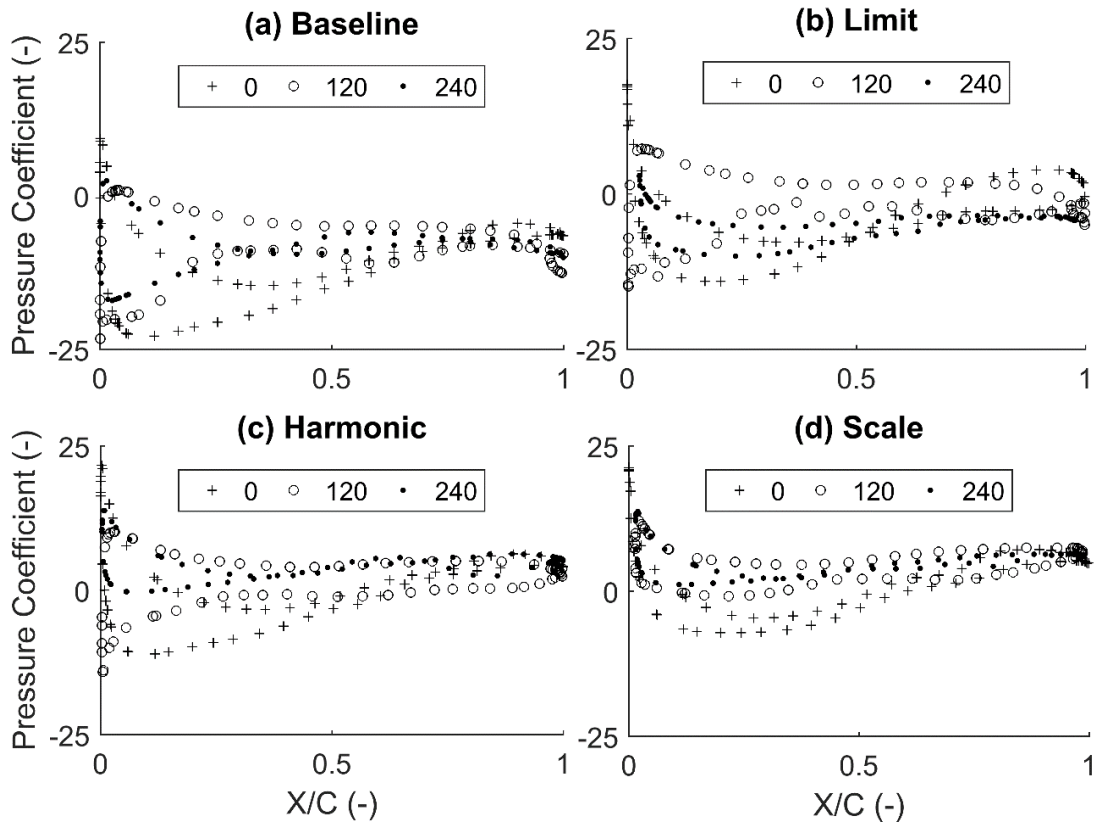 (a) Baseline
(b) Limit
25
0
-25
Pressure Coefficient (-)
+ 0 ○ 120 • 240
0
0.5
1
25
0
-25
+ 0 ○ 120 • 240
0
0.5
1
(c) Harmonic
(d) Scale
25
0
-25
Pressure Coefficient (-)
+ 0 ○ 120 • 240
0
0.5
1
X/C (-)
25
0
-25
+ 0 ○ 120 • 240
0
0.5
1
X/C (-)